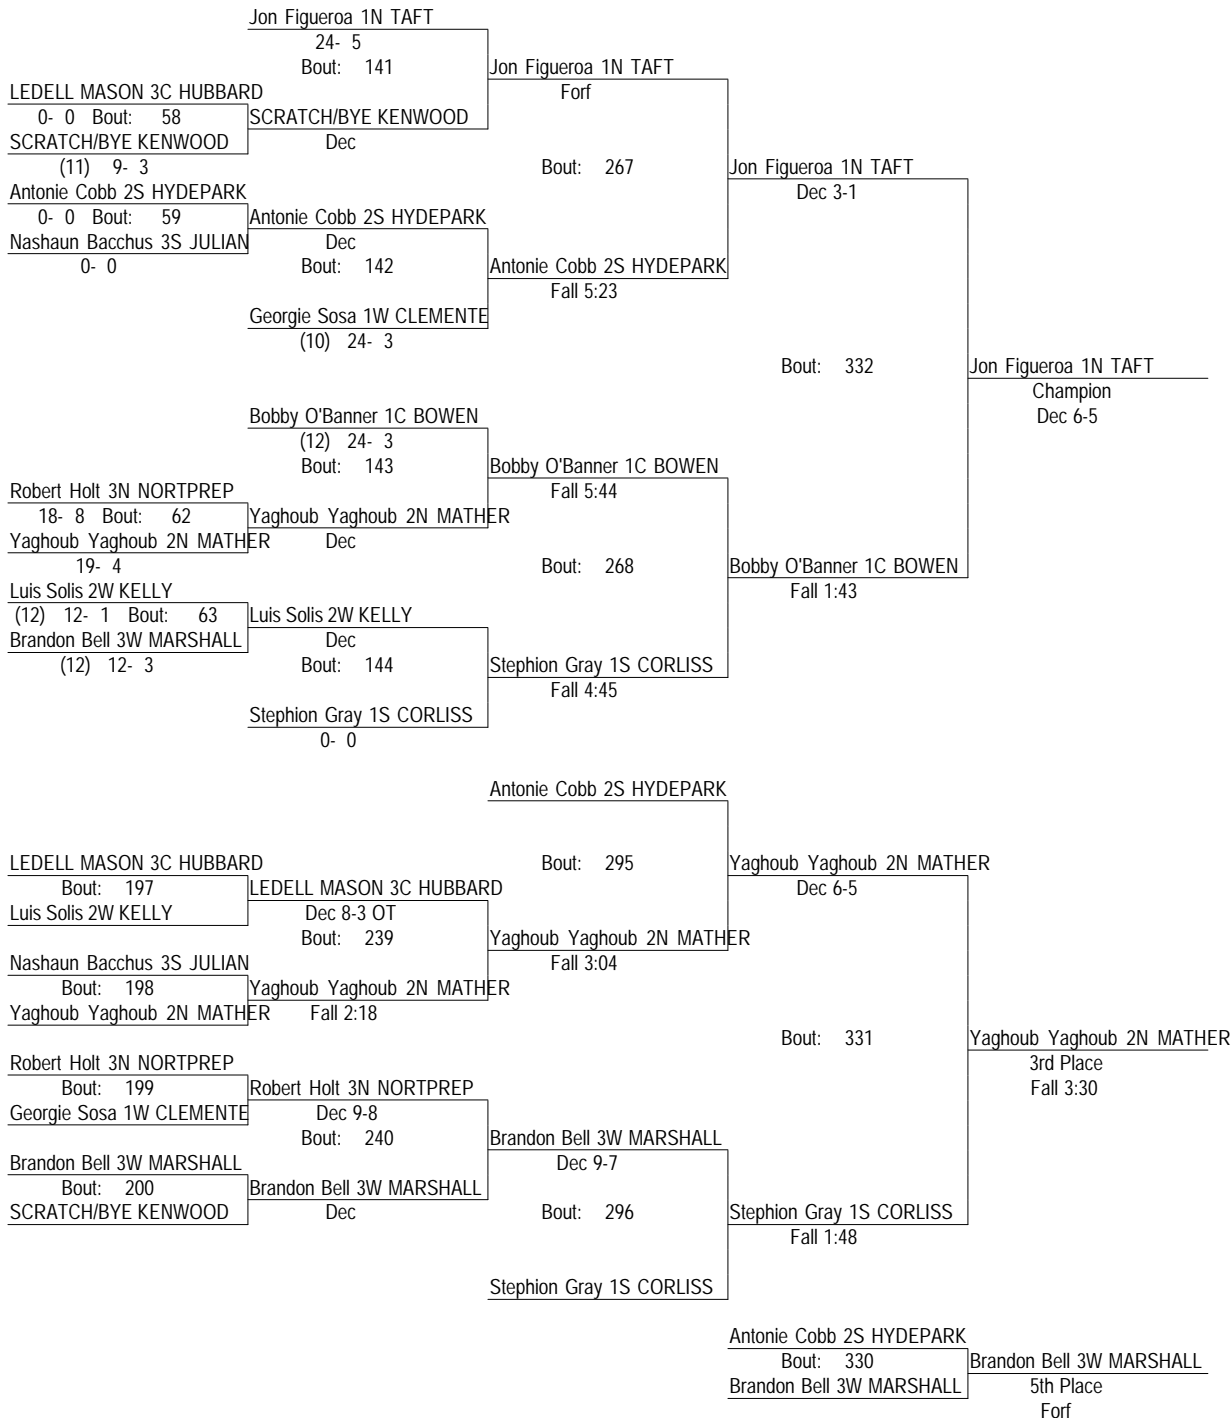 Jon Figueroa 1N TAFT
24- 5
Bout: 141
Jon Figueroa 1N TAFT
Forf
LEDELL MASON 3C HUBBARD
0- 0 Bout: 58
SCRATCH/BYE KENWOOD
SCRATCH/BYE KENWOOD
Dec
(11) 9- 3
Bout: 267
Jon Figueroa 1N TAFT
Dec 3-1
Antonie Cobb 2S HYDEPARK
0- 0 Bout: 59
Antonie Cobb 2S HYDEPARK
Nashaun Bacchus 3S JULIAN
Dec
0- 0
Bout: 142
Antonie Cobb 2S HYDEPARK
Fall 5:23
Georgie Sosa 1W CLEMENTE
(10) 24- 3
Bout: 332
Jon Figueroa 1N TAFT
Champion
Dec 6-5
Bobby O'Banner 1C BOWEN
(12) 24- 3
Bout: 143
Bobby O'Banner 1C BOWEN
Fall 5:44
Robert Holt 3N NORTPREP
18- 8 Bout: 62
Yaghoub Yaghoub 2N MATHER
Yaghoub Yaghoub 2N MATHER
Dec
19- 4
Bout: 268
Bobby O'Banner 1C BOWEN
Fall 1:43
Luis Solis 2W KELLY
(12) 12- 1 Bout: 63
Luis Solis 2W KELLY
Brandon Bell 3W MARSHALL
Dec
(12) 12- 3
Bout: 144
Stephion Gray 1S CORLISS
Fall 4:45
Stephion Gray 1S CORLISS
0- 0
Antonie Cobb 2S HYDEPARK
Bout: 295
Yaghoub Yaghoub 2N MATHER
Dec 6-5
LEDELL MASON 3C HUBBARD
Bout: 197
LEDELL MASON 3C HUBBARD
Luis Solis 2W KELLY
Dec 8-3 OT
Bout: 239
Yaghoub Yaghoub 2N MATHER
Fall 3:04
Nashaun Bacchus 3S JULIAN
Bout: 198
Yaghoub Yaghoub 2N MATHER
Yaghoub Yaghoub 2N MATHER
Fall 2:18
Bout: 331
Yaghoub Yaghoub 2N MATHER
3rd Place
Fall 3:30
Robert Holt 3N NORTPREP
Bout: 199
Robert Holt 3N NORTPREP
Georgie Sosa 1W CLEMENTE
Dec 9-8
Bout: 240
Brandon Bell 3W MARSHALL
Dec 9-7
Brandon Bell 3W MARSHALL
Bout: 200
Brandon Bell 3W MARSHALL
SCRATCH/BYE KENWOOD
Dec
Bout: 296
Stephion Gray 1S CORLISS
Fall 1:48
Stephion Gray 1S CORLISS
Antonie Cobb 2S HYDEPARK
Bout: 330
Brandon Bell 3W MARSHALL
Brandon Bell 3W MARSHALL
5th Place
Forf